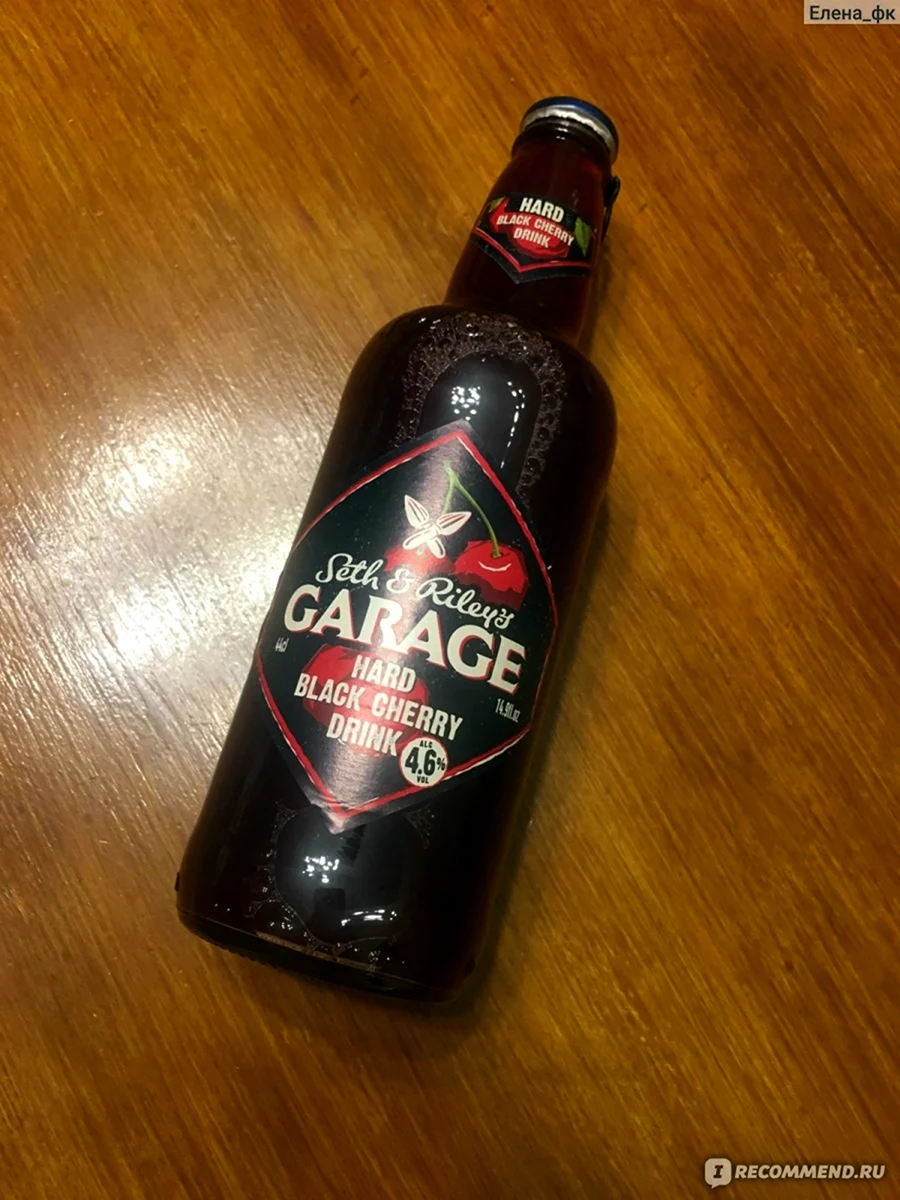 Елена_фк
HARD
BLACK CHERRY
DRINK
Seth & Riley's
GARAGE
44cl
HARD
BLACK CHERRY
14.9fl.oz
DRINK
ALC
4.6%
VOL
IRECOMMEND.RU